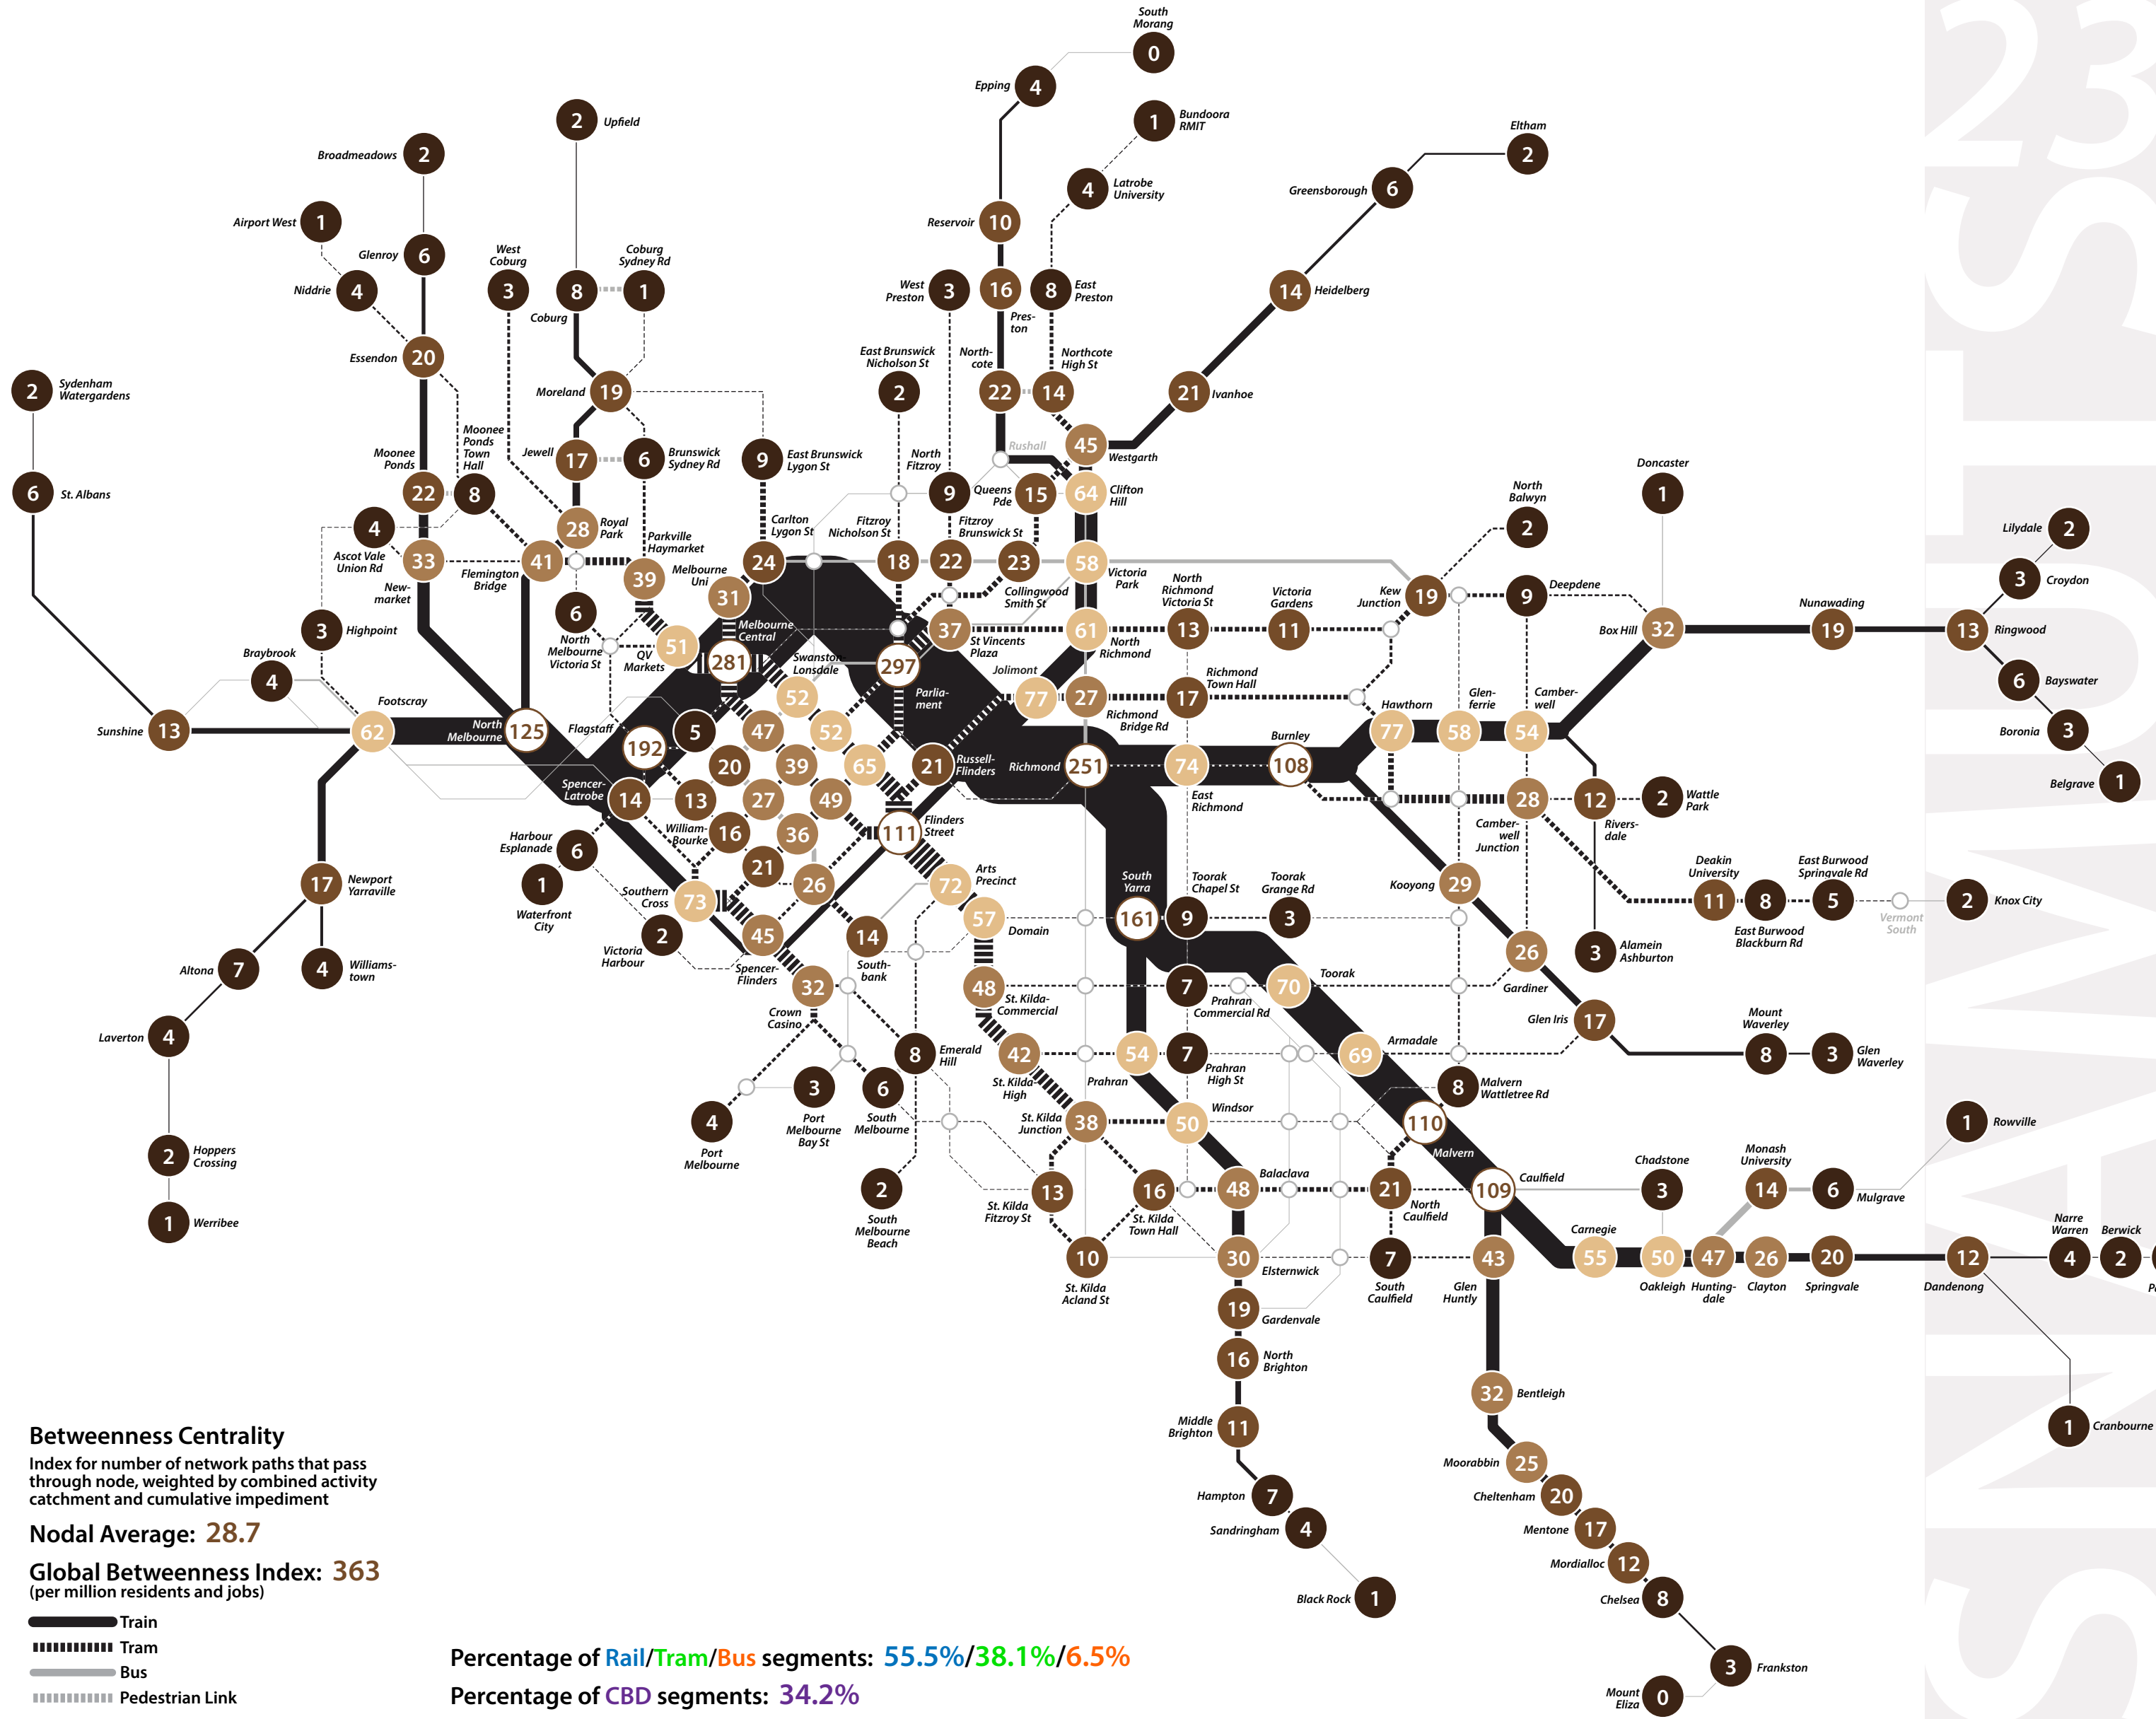 23
South
Morang
0
Epping
4
Bundoora
RMIT
1
Upfield
2
Eltham
2
Broadmeadows
2
Latrobe
University
4
Greensborough
6
Airport West
1
Reservoir
10
Glenroy
6
West
Coburg
3
Coburg
Sydney Rd
8
1
Coburg
Niddrie
4
West
Preston
3
16
Pres-
ton
8
East
Preston
14
Heidelberg
Essendon
20
East Brunswick
Nicholson St
2
North-
cote
22
Northcote
High St
14
21
Ivanhoe
2
Sydenham
Watergardens
Moreland
19
Moonee
Ponds
Town
Hall
8
Moonee
Ponds
22
Jewell
17
6
Brunswick
Sydney Rd
9
East Brunswick
Lygon St
Rushall
45
Westgarth
North
Fitzroy
9
Queens
Pde
15
64
Clifton
Hill
Doncaster
1
6
St. Albans
North
Balwyn
2
4
Ascot Vale
Union Rd
28
Royal
Park
Lilydale
2
Carlton
Lygon St
24
Fitzroy
Nicholson St
18
Fitzroy
Brunswick St
22
23
Collingwood
Smith St
58
Victoria
Park
33
New-
market
Flemington
Bridge
41
Parkville
Haymarket
39
Melbourne
Uni
31
3
Croydon
Kew
Junction
19
9
Deepdene
6
North
Melbourne
Victoria St
3
Highpoint
37
St Vincents
Plaza
61
North
Richmond
North
Richmond
Victoria St
13
Victoria
Gardens
11
Box Hill
32
Nunawading
19
13
Ringwood
51
QV
Markets
Melbourne
Central
281
Swanston-
Lonsdale
52
297
Parlia-
ment
Jolimont
77
27
Richmond
Bridge Rd
Richmond
Town Hall
17
Braybrook
4
6
Bayswater
Footscray
62
Sunshine
13
North
Melbourne
125
Flagstaff
192
5
47
52
Hawthorn
77
Glen-
ferrie
58
Camber-
well
54
Boronia
3
20
39
65
21
Russell-
Flinders
Richmond
251
74
East
Richmond
Burnley
108
Belgrave
1
Spencer-
Latrobe
14
13
27
49
28
Camber-
well
Junction
12
Rivers-
dale
2
Wattle
Park
William-
Bourke
16
36
111
Flinders
Street
Harbour
Esplanade
6
21
26
72
Arts
Precinct
1
Waterfront
City
Southern
Cross
73
17
Newport
Yarraville
Kooyong
29
Deakin
University
11
8
East Burwood
Blackburn Rd
East Burwood
Springvale Rd
5
Vermont
South
2
Knox City
South
Yarra
161
Toorak
Chapel St
9
Toorak
Grange Rd
3
57
Domain
2
Victoria
Harbour
45
Spencer-
Flinders
14
South-
bank
26
Gardiner
3
Alamein
Ashburton
Altona
7
4
Williams-
town
32
Crown
Casino
48
St. Kilda-
Commercial
7
Prahran
Commercial Rd
70
Toorak
Glen Iris
17
Laverton
4
8
Emerald
Hill
42
St. Kilda-
High
54
Prahran
7
Prahran
High St
69
Armadale
Mount
Waverley
8
3
Glen
Waverley
3
Port
Melbourne
Bay St
6
South
Melbourne
8
Malvern
Wattletree Rd
4
Port
Melbourne
St. Kilda
Junction
38
50
Windsor
110
Malvern
1
Rowville
2
Hoppers
Crossing
2
South
Melbourne
Beach
13
St. Kilda
Fitzroy St
16
St. Kilda
Town Hall
48
Balaclava
21
North
Caulfield
109
Caulfield
Chadstone
3
Monash
University
14
6
Mulgrave
1
Werribee
10
St. Kilda
Acland St
30
Elsternwick
7
South
Caulfield
43
Glen
Huntly
Carnegie
55
50
Oakleigh
47
Hunting-
dale
26
Clayton
20
Springvale
12
Dandenong
Narre
Warren
4
Berwick
2
19
Gardenvale
16
North
Brighton
32
Bentleigh
Middle
Brighton
11
1
Cranbourne
Moorabbin
25
Hampton
7
Cheltenham
20
Sandringham
4
Mentone
17
Mordialloc
12
Black Rock
1
Chelsea
8
3
Frankston
Mount
Eliza
0
Betweenness Centrality
Index for number of network paths that pass
through node, weighted by combined activity
catchment and cumulative impediment
Nodal Average: 28.7
Global Betweenness Index: 363
(per million residents and jobs)
Train
Tram
Bus
Pedestrian Link
Percentage of Rail/Tram/Bus segments: 55.5%/38.1%/6.5%
Percentage of CBD segments: 34.2%